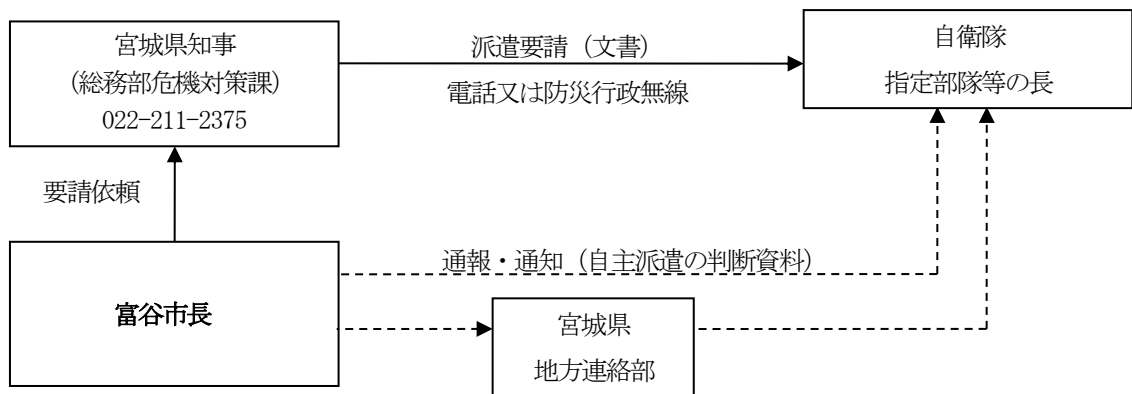 宮城県知事
(総務部危機対策課)
022-211-2375
派遣要請（文書）
電話又は防災行政無線
自衛隊
指定部隊等の長
要請依頼
富谷市長
通報・通知（自主派遣の判断資料）
宮城県
地方連絡部